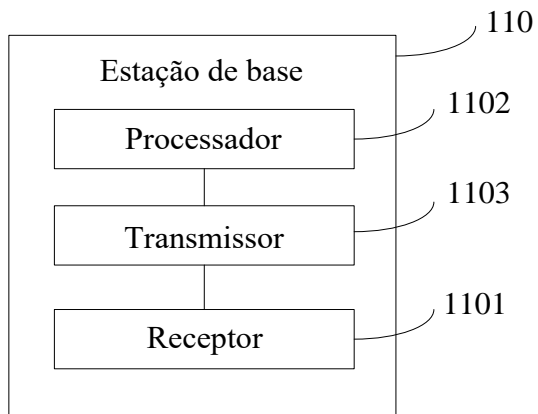 110
Estação de base
1102
Processador
1103
Transmissor
1101
Receptor